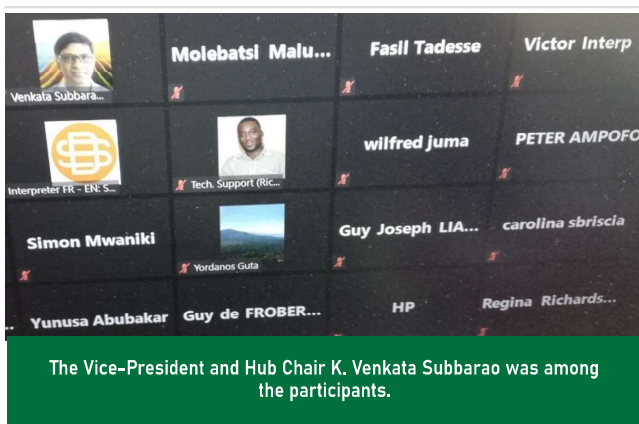 Molebatsi Malu...
Fasil Tadesse
Victor Interp
Venkata Subbara...
wilfred juma
PETER AMPOFO
Interpreter FR - EN: S...
Tech. Support (Ric...
Simon Mwaniki
Guy Joseph LIA...
carolina sbriscia
Yordanos Guta
.. Yunusa Abubakar
Guy de FROBER...
HP
Regina Richards...
The Vice-President and Hub Chair K. Venkata Subbarao was among
the participants.